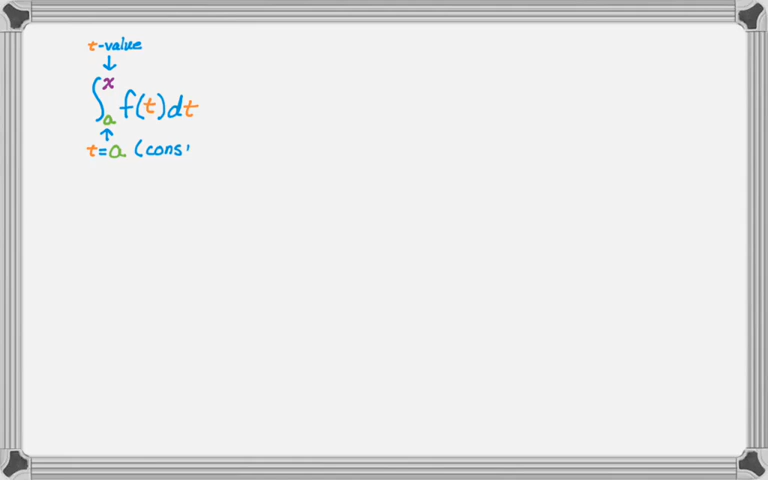 t-value
↓
∫ₐˣ f(t)dt
↑
t=a (cons